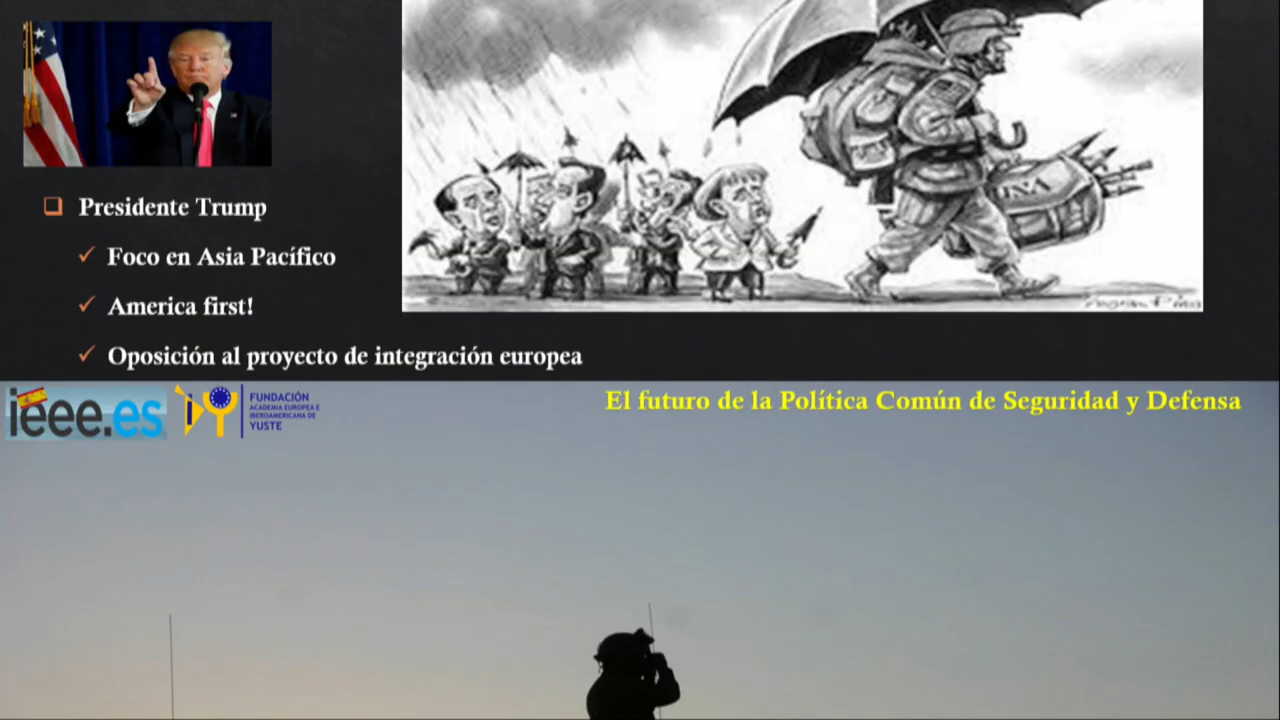 Presidente Trump
Foco en Asia Pacífico
America first!
Oposición al proyecto de integración europea
ieee.es
FUNDACIÓN
ACADEMIA EUROPEA E
IBEROAMERICANA DE
YUSTE
El futuro de la Política Común de Seguridad y Defensa